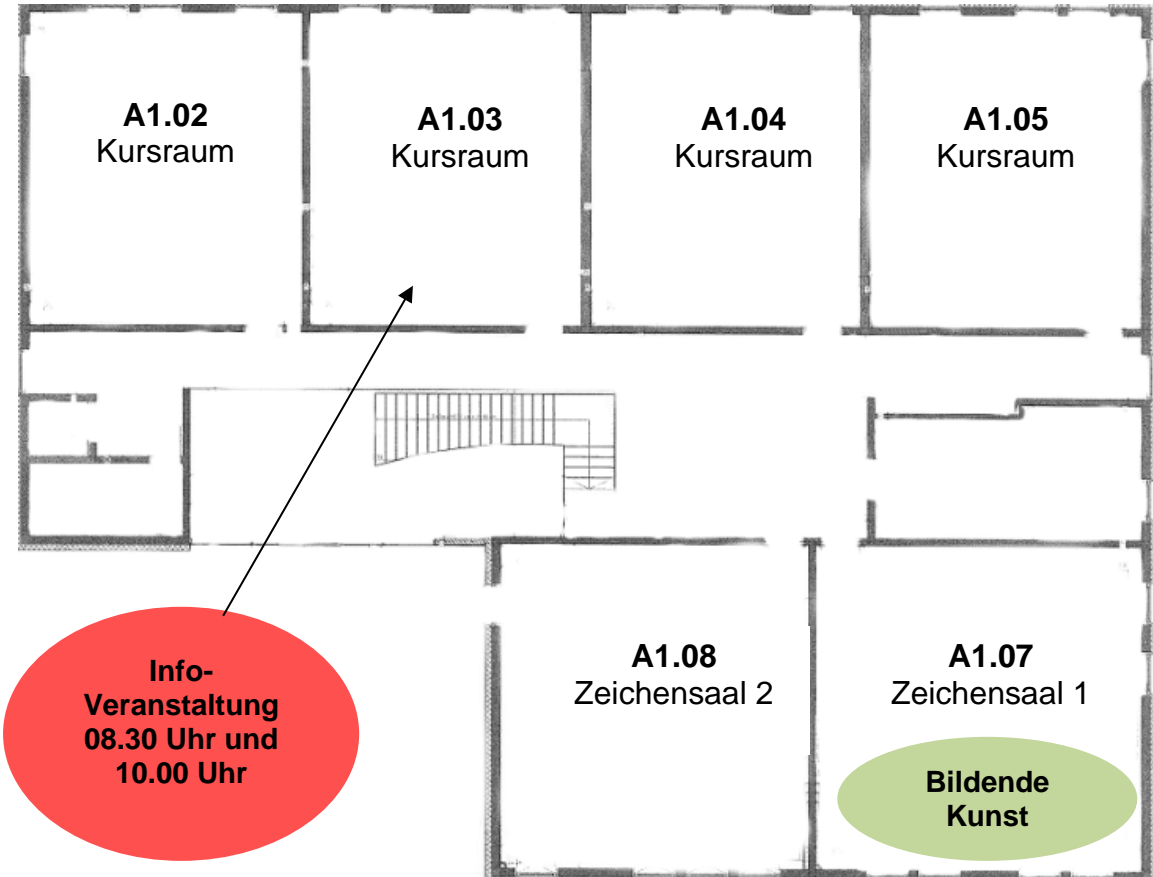 A1.02
Kursraum
A1.03
Kursraum
A1.04
Kursraum
A1.05
Kursraum
Info-
Veranstaltung
08.30 Uhr und
10.00 Uhr
A1.08
Zeichensaal 2
A1.07
Zeichensaal 1
Bildende
Kunst